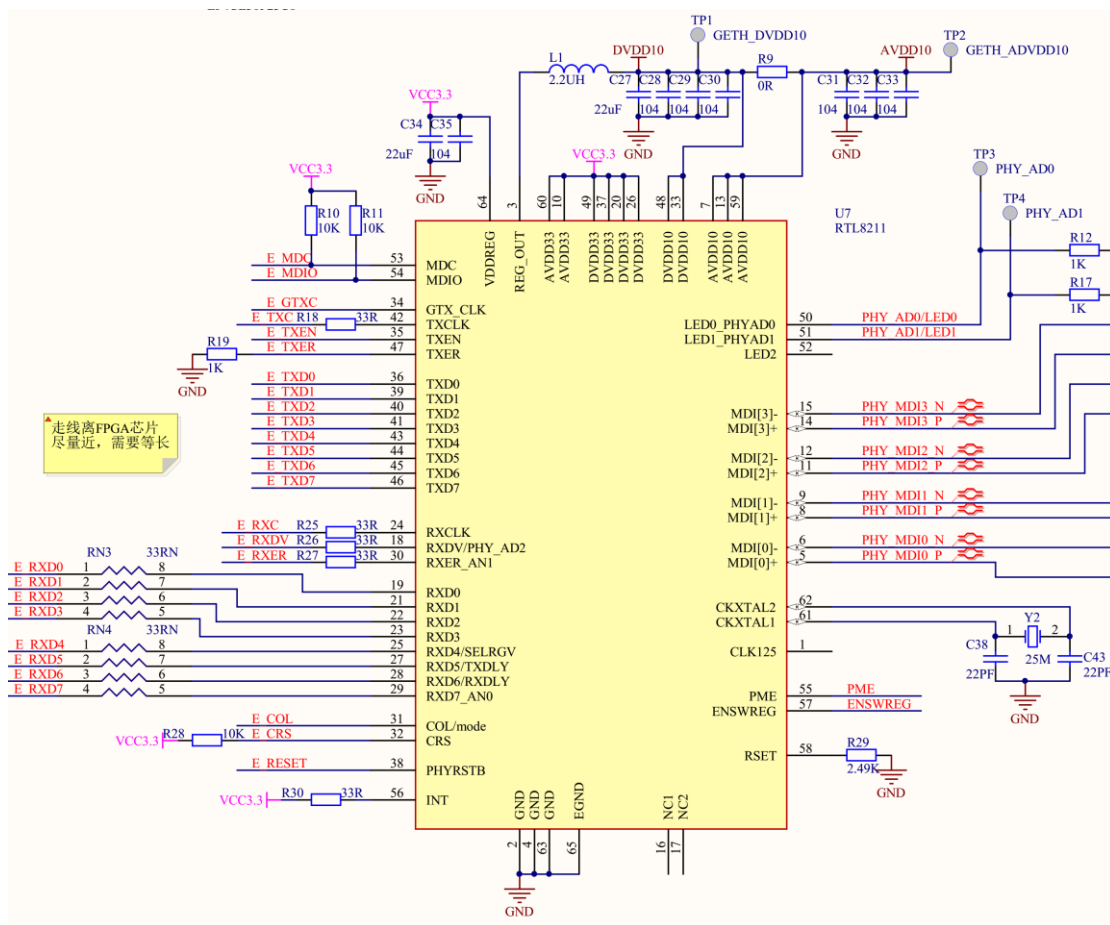 TP1
GETH_DVDD10
TP2
GETH_ADVDD10
DVDD10
AVDD10
L1
2.2UH
R9
0R
C27
C28
C29
C30
22uF
104
104
104
C31
C32
C33
104
104
104
GND
GND
VCC3.3
C34
C35
22uF
104
GND
VCC3.3
VCC3.3
R10
10K
R11
10K
TP3
PHY_AD0
TP4
PHY_AD1
R12
1K
R17
1K
U7
RTL8211
64
3
60
10
49
37
20
26
48
33
7
13
59
VDDREG
REG_OUT
AVDD33
AVDD33
DVDD33
DVDD33
DVDD33
DVDD33
DVDD10
DVDD10
AVDD10
AVDD10
AVDD10
E_MDC 53 MDC
E_MDIO 54 MDIO
E_GTXC 34 GTX_CLK
E_TXC R18 33R 42 TXCLK
E_TXEN 35 TXEN
E_TXER 47 TXER
R19
1K
GND
E_TXD0 36 TXD0
E_TXD1 39 TXD1
E_TXD2 40 TXD2
E_TXD3 41 TXD3
E_TXD4 43 TXD4
E_TXD5 44 TXD5
E_TXD6 45 TXD6
E_TXD7 46 TXD7
走线离FPGA芯片
尽量近，需要等长
E_RXC R25 33R 24 RXCLK
E_RXDV R26 33R 18 RXDV/PHY_AD2
E_RXER R27 33R 30 RXER_AN1
RN3 33RN
E_RXD0 1 8 19 RXD0
E_RXD1 2 7 21 RXD1
E_RXD2 3 6 22 RXD2
E_RXD3 4 5 23 RXD3
RN4 33RN
E_RXD4 1 8 25 RXD4/SELRGV
E_RXD5 2 7 27 RXD5/TXDLY
E_RXD6 3 6 28 RXD6/RXDLY
E_RXD7 4 5 29 RXD7_AN0
E_COL 31 COL/mode
VCC3.3 R28 10K E_CRS 32 CRS
E_RESET 38 PHYRSTB
VCC3.3 R30 33R 56 INT
LED0_PHYAD0 50 PHY_AD0/LED0
LED1_PHYAD1 51 PHY_AD1/LED1
LED2 52
MDI[3]- 15 PHY_MDI3_N
MDI[3]+ 14 PHY_MDI3_P
MDI[2]- 12 PHY_MDI2_N
MDI[2]+ 11 PHY_MDI2_P
MDI[1]- 9 PHY_MDI1_N
MDI[1]+ 8 PHY_MDI1_P
MDI[0]- 6 PHY_MDI0_N
MDI[0]+ 5 PHY_MDI0_P
CKXTAL2 62
CKXTAL1 61
Y2
1 2
25M
C38
22PF
C43
22PF
GND
CLK125 1
PME 55 PME
ENSWREG 57 ENSWREG
RSET 58 R29
2.49K
GND
GND
GND
GND
EGND
NC1
NC2
2
4
63
65
16
17
GND